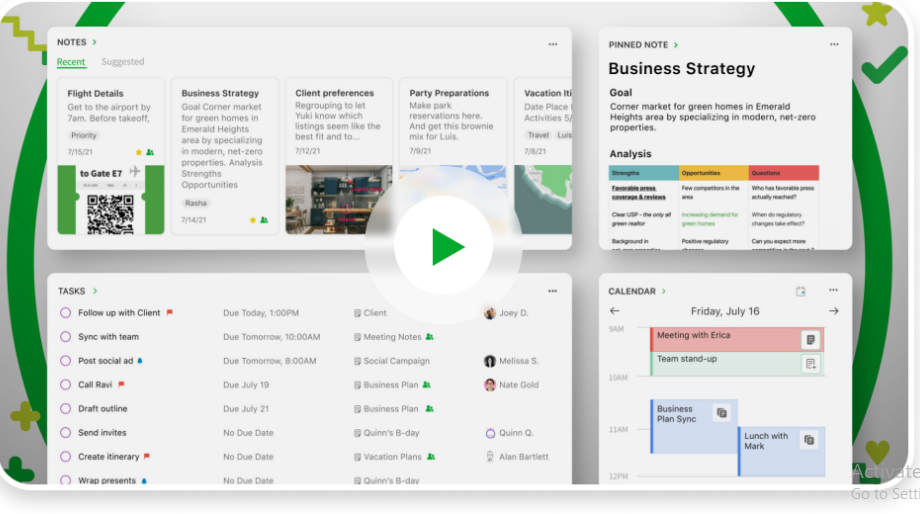 NOTES
Recent
Suggested
Flight Details
Get to the airport by
7am. Before takeoff,
Priority
7/15/21
to Gate E7
Business Strategy
Goal Corner market
for green homes in
Emerald Heights
area by specializing
in modern, net-zero
properties. Analysis
Strengths
Opportunities
Rasha
7/14/21
Client preferences
Regrouping to let
Yuki know which
listings seem like the
best fit and to...
7/12/21
Party Preparations
Make park
reservations here.
And get this brownie
mix for Luis.
7/9/21
Vacation Iti
Date Place
Activities 5/
Travel Luis
7/8/21
PINNED NOTE
Business Strategy
Goal
Corner market for green homes in Emerald
Heights area by specializing in modern, net-zero
properties.
Analysis
Strengths Opportunities Questions
Favorable press
coverage & reviews
Few competitors in the
area
Who has favorable press
actually reached?
Clear USP - the only all
green realtor
Increasing demand for
green homes
When do regulatory
changes take effect?
Background in
Positive regulatory
changes
Can you expect more
TASKS
Follow up with Client Due Today, 1:00PM Client Joey D.
Sync with team Due Tomorrow, 10:00AM Meeting Notes
Post social ad Due Tomorrow, 8:00AM Social Campaign Melissa S.
Call Ravi Due July 19 Business Plan Nate Gold
Draft outline Due July 21 Business Plan
Send invites No Due Date Quinn's B-day Quinn Q.
Create itinerary No Due Date Vacation Plans Alan Bartlett
Wrap presents No Due Date Quinn's B-day
CALENDAR
Friday, July 16
9AM
Meeting with Erica
Team stand-up
10AM
Business
Plan Sync
11AM
Lunch with
Mark
12PM
Activate
Go to Setti